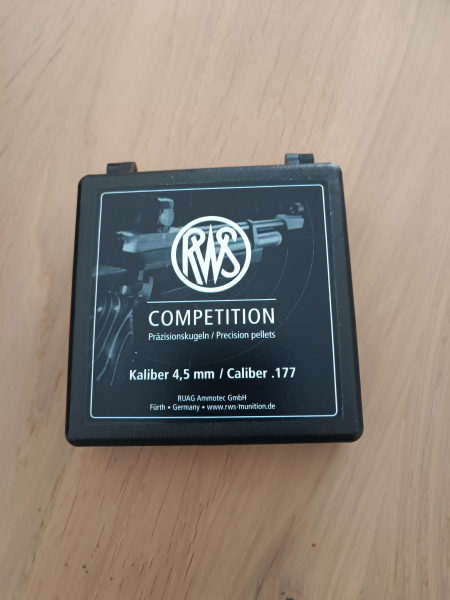 RWS
COMPETITION
Präzisionskugeln / Precision pellets
Kaliber 4,5 mm / Caliber .177
RUAG Ammotec GmbH
Fürth • Germany • www.rws-munition.de